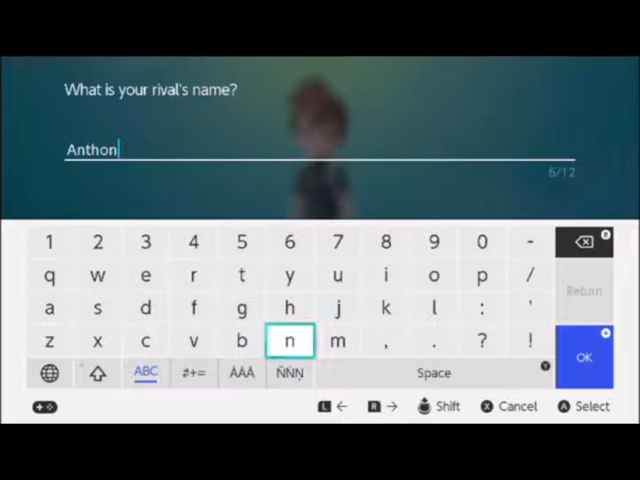 What is your rival's name?
Anthon
6/12
1 2 3 4 5 6 7 8 9 0 -
q w e r t y u i o p /
Return
a s d f g h j k l : '
z x c v b n m , . ? !
OK
ABC #+= ÀÁÂ ÑŃŅ Space Y
L ← R → Shift X Cancel A Select